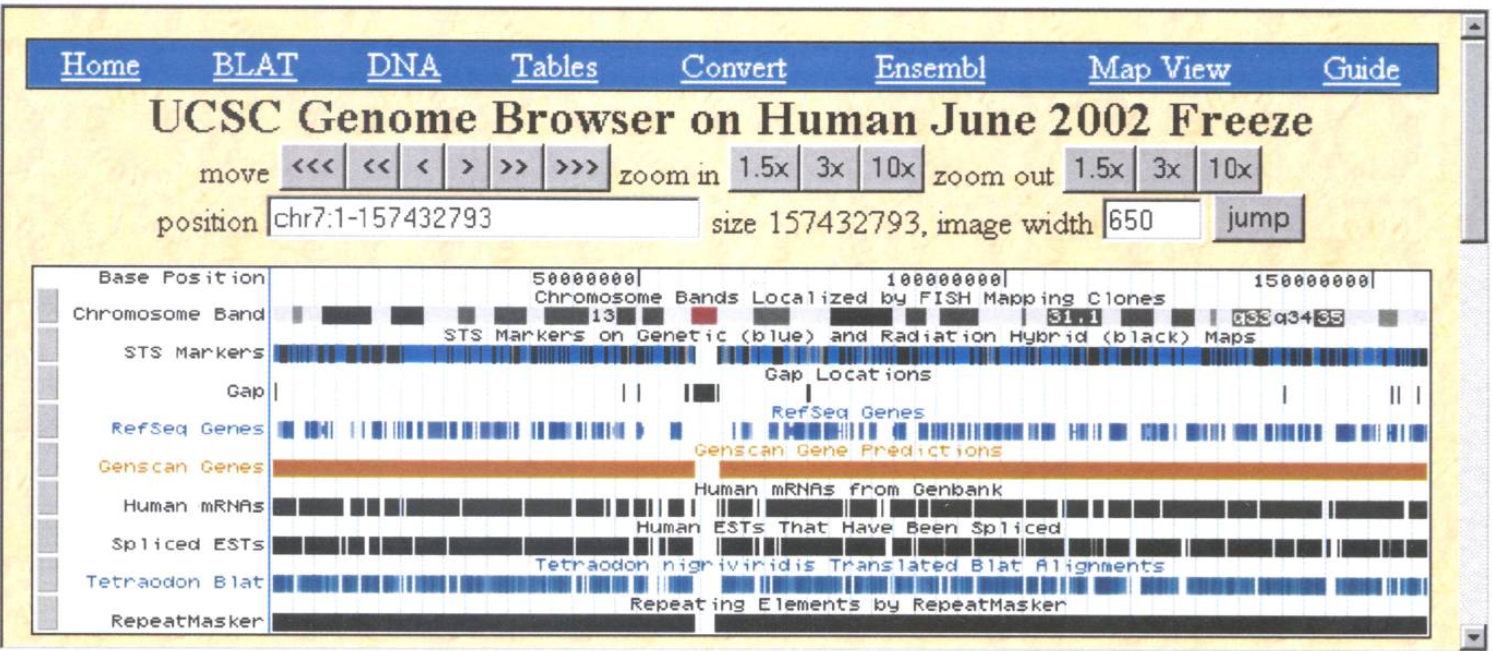 Home BLAT DNA Tables Convert Ensembl Map View Guide
UCSC Genome Browser on Human June 2002 Freeze
move <<< << < > >> >>> zoom in 1.5x 3x 10x zoom out 1.5x 3x 10x
position chr7:1-157432793 size 157432793, image width 650 jump
Base Position 50000000| 100000000| 150000000|
Chromosome Bands Localized by FISH Mapping Clones
Chromosome Band 13 31.1 q33 q34 35
STS Markers on Genetic (blue) and Radiation Hybrid (black) Maps
STS Markers
Gap Locations
Gap
RefSeq Genes
RefSeq Genes
Genscan Gene Predictions
Genscan Genes
Human mRNAs from Genbank
Human mRNAs
Human ESTs That Have Been Spliced
Spliced ESTs
Tetraodon nigriviridis Translated Blat Alignments
Tetraodon Blat
Repeating Elements by RepeatMasker
RepeatMasker